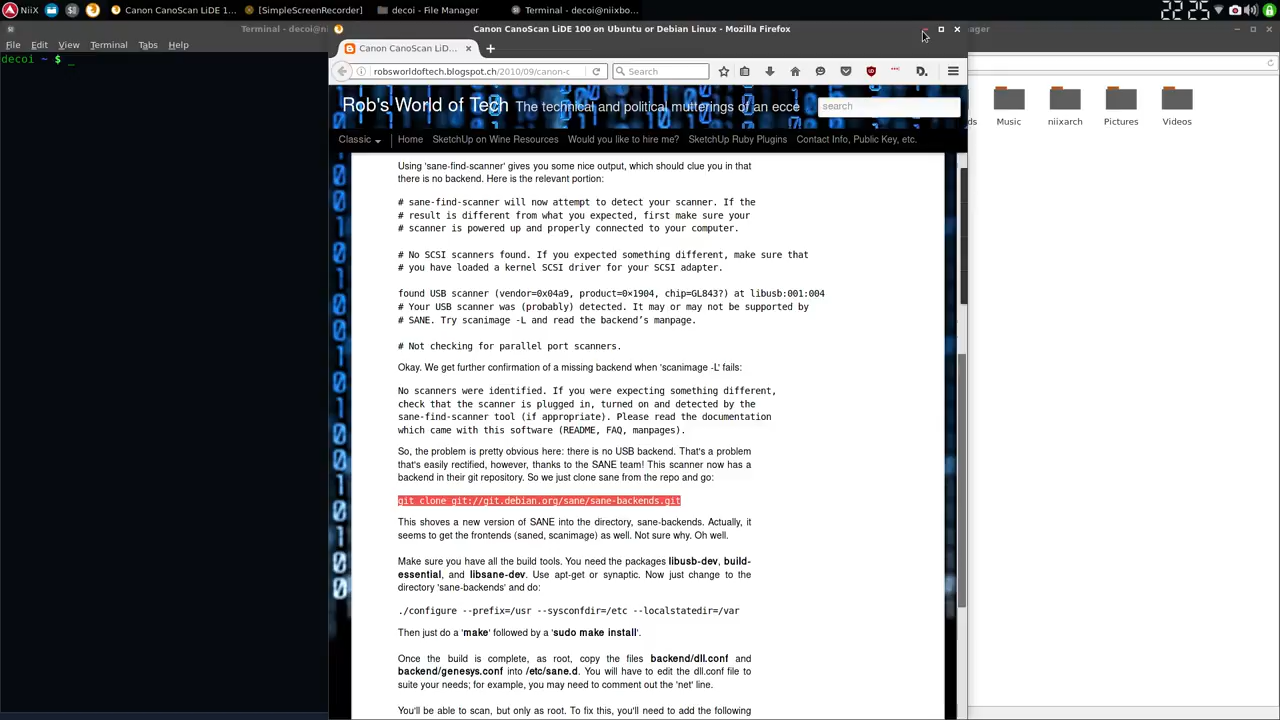 NiiX
Canon CanoScan LiDE 1...
[SimpleScreenRecorder]
decoi - File Manager
Terminal - decoi@niixbo...
22:25
Terminal - decoi@n
Canon CanoScan LiDE 100 on Ubuntu or Debian Linux - Mozilla Firefox
ager
File Edit View Terminal Tabs Help
Canon CanoScan LiD...
decoi ~ $ _
robsworldoftech.blogspot.ch/2010/09/canon-c
Search
D.
Rob's World of Tech The technical and political mutterings of an ecce
search
ds Music niixarch Pictures Videos
Classic Home SketchUp on Wine Resources Would you like to hire me? SketchUp Ruby Plugins Contact Info, Public Key, etc.
Using 'sane-find-scanner' gives you some nice output, which should clue you in that
there is no backend. Here is the relevant portion:
# sane-find-scanner will now attempt to detect your scanner. If the
# result is different from what you expected, first make sure your
# scanner is powered up and properly connected to your computer.
# No SCSI scanners found. If you expected something different, make sure that
# you have loaded a kernel SCSI driver for your SCSI adapter.
found USB scanner (vendor=0x04a9, product=0×1904, chip=GL843?) at libusb:001:004
# Your USB scanner was (probably) detected. It may or may not be supported by
# SANE. Try scanimage -L and read the backend’s manpage.
# Not checking for parallel port scanners.
Okay. We get further confirmation of a missing backend when 'scanimage -L' fails:
No scanners were identified. If you were expecting something different,
check that the scanner is plugged in, turned on and detected by the
sane-find-scanner tool (if appropriate). Please read the documentation
which came with this software (README, FAQ, manpages).
So, the problem is pretty obvious here: there is no USB backend. That's a problem
that's easily rectified, however, thanks to the SANE team! This scanner now has a
backend in their git repository. So we just clone sane from the repo and go:
git clone git://git.debian.org/sane/sane-backends.git
This shoves a new version of SANE into the directory, sane-backends. Actually, it
seems to get the frontends (saned, scanimage) as well. Not sure why. Oh well.
Make sure you have all the build tools. You need the packages libusb-dev, build-
essential, and libsane-dev. Use apt-get or synaptic. Now just change to the
directory 'sane-backends' and do:
./configure --prefix=/usr --sysconfdir=/etc --localstatedir=/var
Then just do a 'make' followed by a 'sudo make install'.
Once the build is complete, as root, copy the files backend/dll.conf and
backend/genesys.conf into /etc/sane.d. You will have to edit the dll.conf file to
suite your needs; for example, you may need to comment out the 'net' line.
You'll be able to scan, but only as root. To fix this, you'll need to add the following